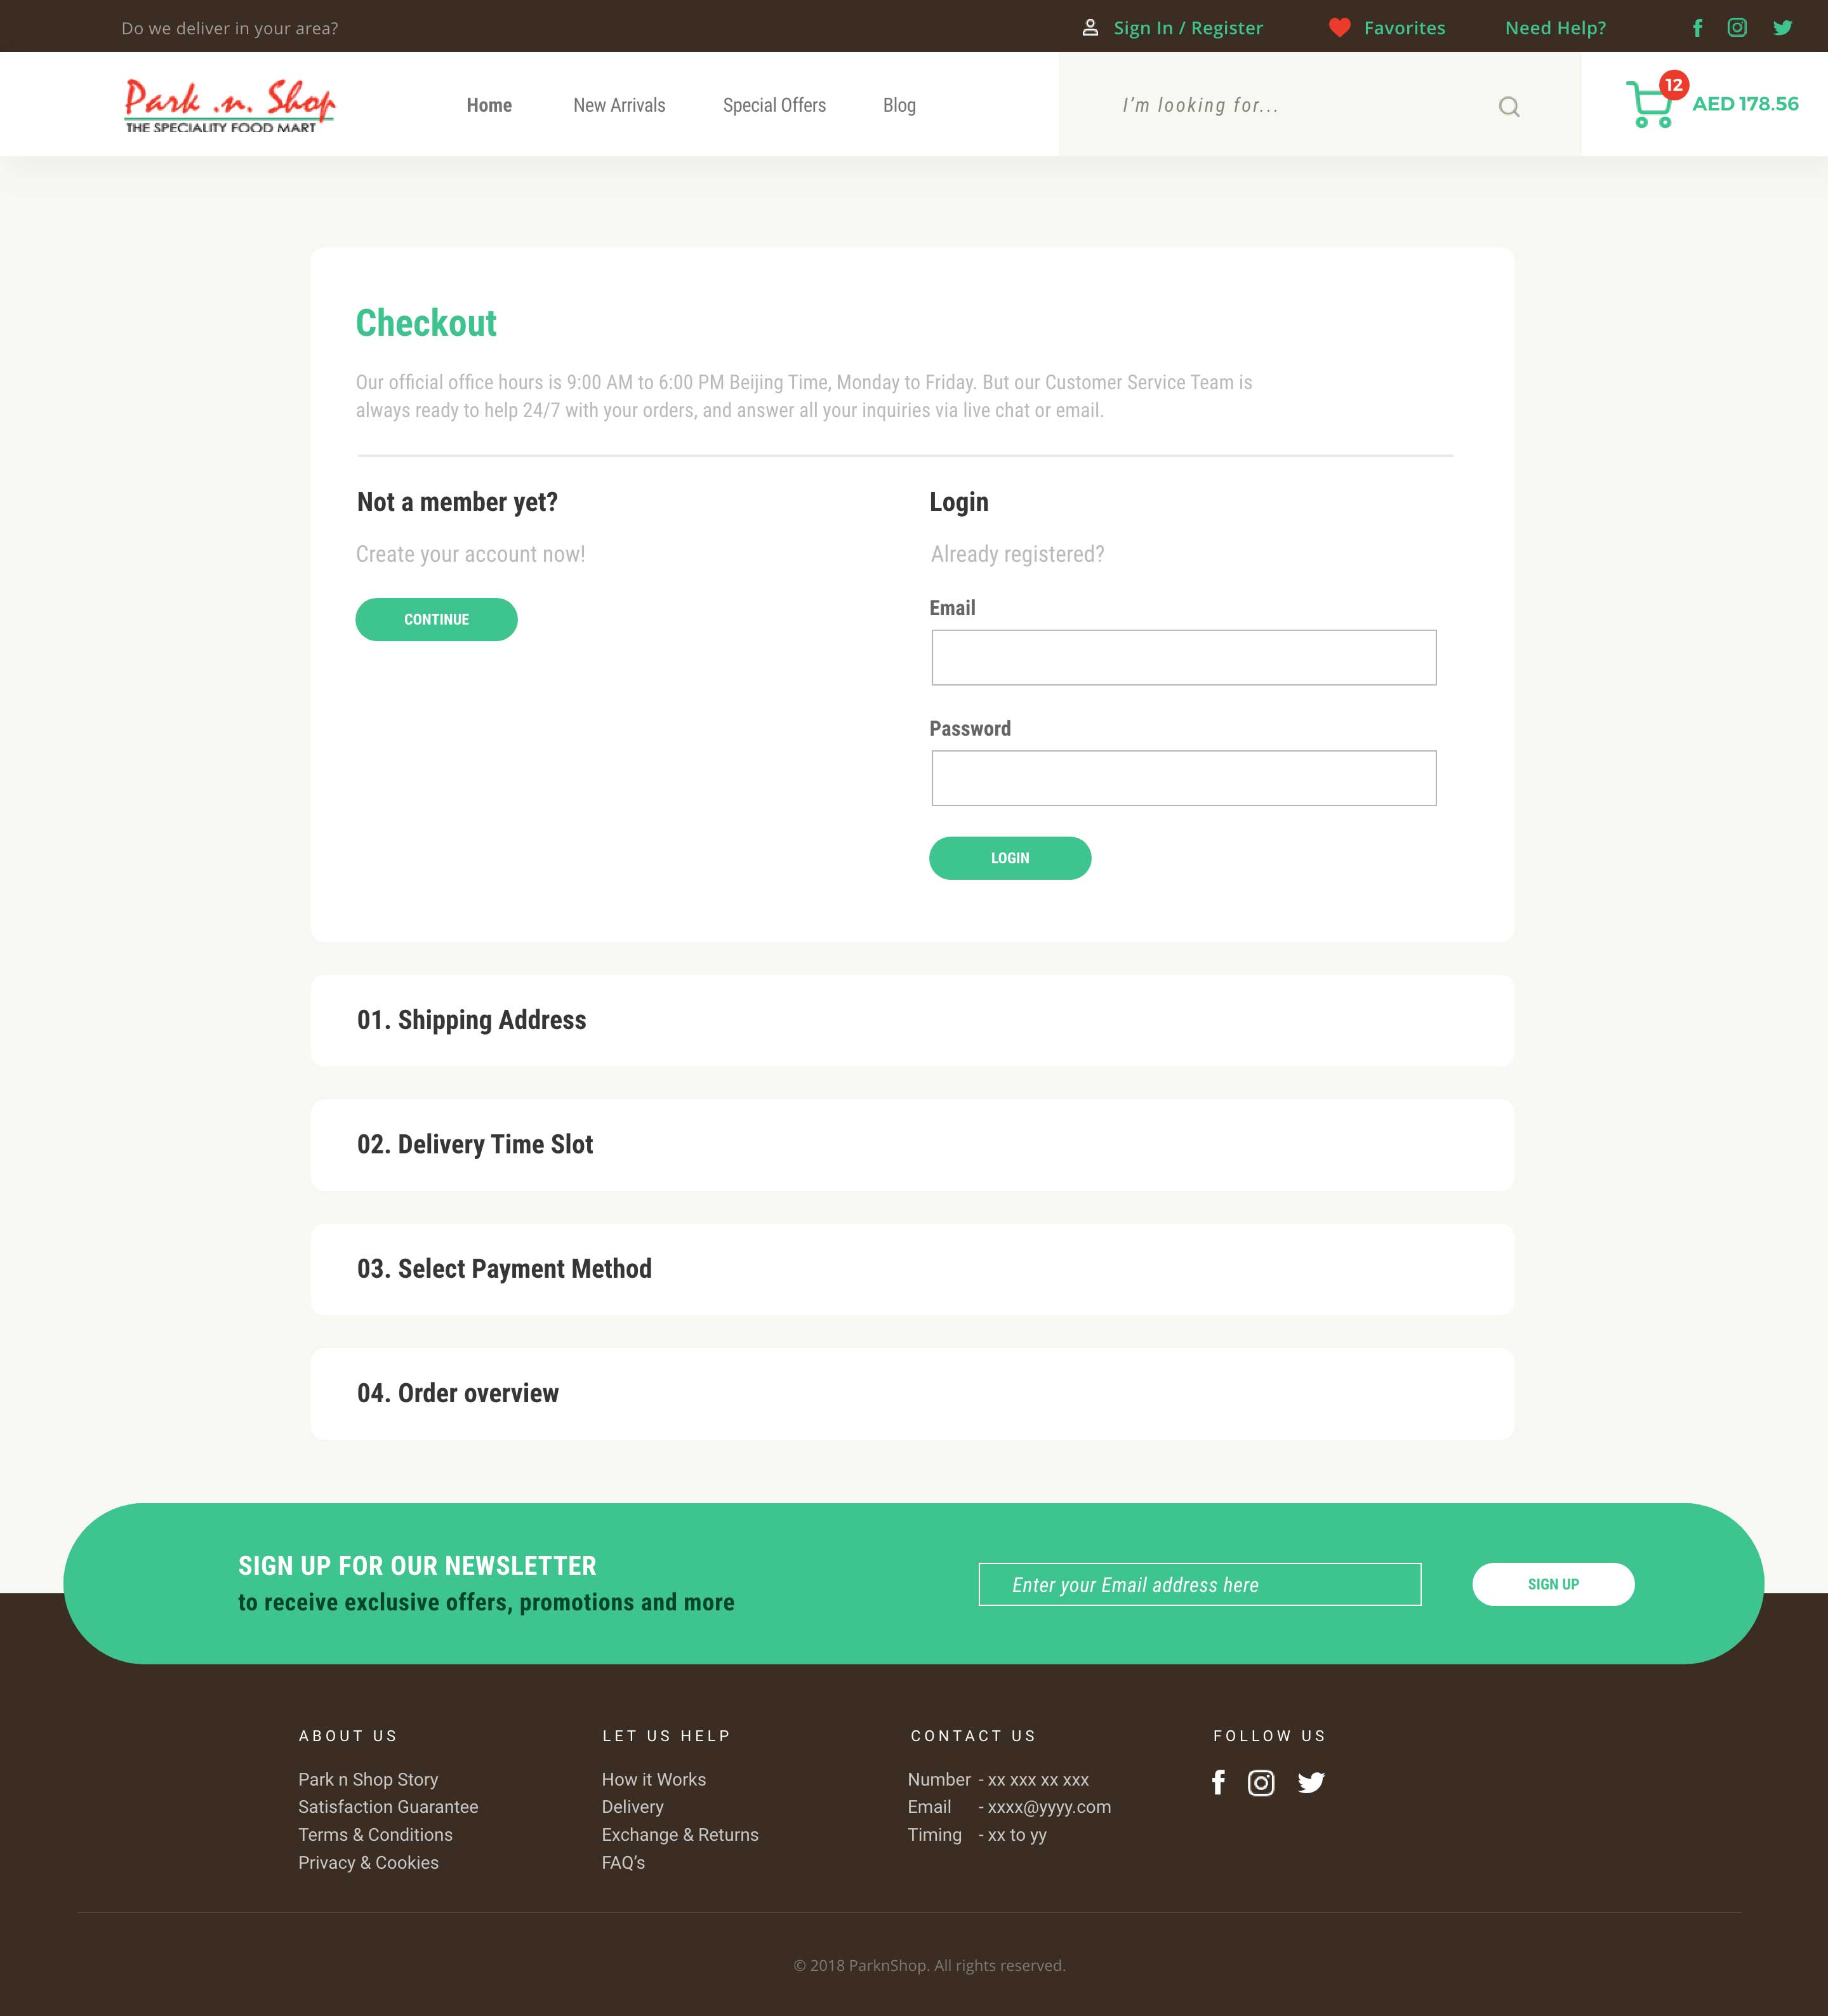 Do we deliver in your area?
Sign In / Register
Favorites
Need Help?
Park .n. Shop
THE SPECIALITY FOOD MART
Home
New Arrivals
Special Offers
Blog
I'm looking for...
12
AED 178.56
Checkout
Our official office hours is 9:00 AM to 6:00 PM Beijing Time, Monday to Friday. But our Customer Service Team is
always ready to help 24/7 with your orders, and answer all your inquiries via live chat or email.
Not a member yet?
Create your account now!
CONTINUE
Login
Already registered?
Email
Password
LOGIN
01. Shipping Address
02. Delivery Time Slot
03. Select Payment Method
04. Order overview
SIGN UP FOR OUR NEWSLETTER
to receive exclusive offers, promotions and more
Enter your Email address here
SIGN UP
ABOUT US
Park n Shop Story
Satisfaction Guarantee
Terms & Conditions
Privacy & Cookies
LET US HELP
How it Works
Delivery
Exchange & Returns
FAQ's
CONTACT US
Number - xx xxx xx xxx
Email - xxxx@yyyy.com
Timing - xx to yy
FOLLOW US
© 2018 ParknShop. All rights reserved.